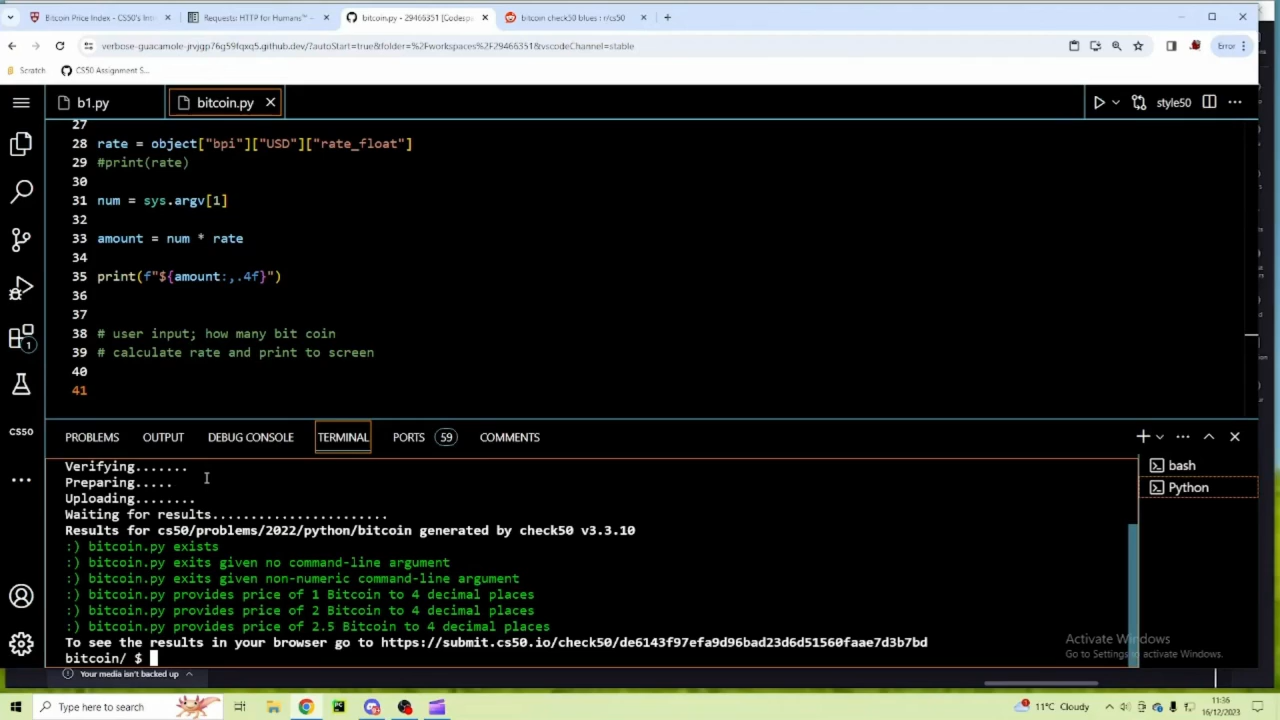 Bitcoin Price Index - CS50's Int
Requests: HTTP for Humans™ —
bitcoin.py - 29466351 [Codesp
bitcoin check50 blues : r/cs50
verbose-guacamole-jrvjgp76g59fqxq5.github.dev/?autoStart=true&folder=%2Fworkspaces%2F29466351&vscodeChannel=stable
Error
Scratch
CS50 Assignment S...
b1.py
bitcoin.py
style50
27
28 rate = object["bpi"]["USD"]["rate_float"]
29 #print(rate)
30
31 num = sys.argv[1]
32
33 amount = num * rate
34
35 print(f"${amount:,.4f}")
36
37
38 # user input; how many bit coin
39 # calculate rate and print to screen
40
41
1
CS50
PROBLEMS OUTPUT DEBUG CONSOLE TERMINAL PORTS 59 COMMENTS
bash
Python
Verifying.......
Preparing.....
Uploading........
Waiting for results.......................
Results for cs50/problems/2022/python/bitcoin generated by check50 v3.3.10
:) bitcoin.py exists
:) bitcoin.py exits given no command-line argument
:) bitcoin.py exits given non-numeric command-line argument
:) bitcoin.py provides price of 1 Bitcoin to 4 decimal places
:) bitcoin.py provides price of 2 Bitcoin to 4 decimal places
:) bitcoin.py provides price of 2.5 Bitcoin to 4 decimal places
To see the results in your browser go to https://submit.cs50.io/check50/de6143f97efa9d96bad23d6d51560faae7d3b7bd
bitcoin/ $
Activate Windows
Go to Settings to activate Windows.
Your media isn't backed up
Type here to search
11°C Cloudy
11:36
16/12/2023